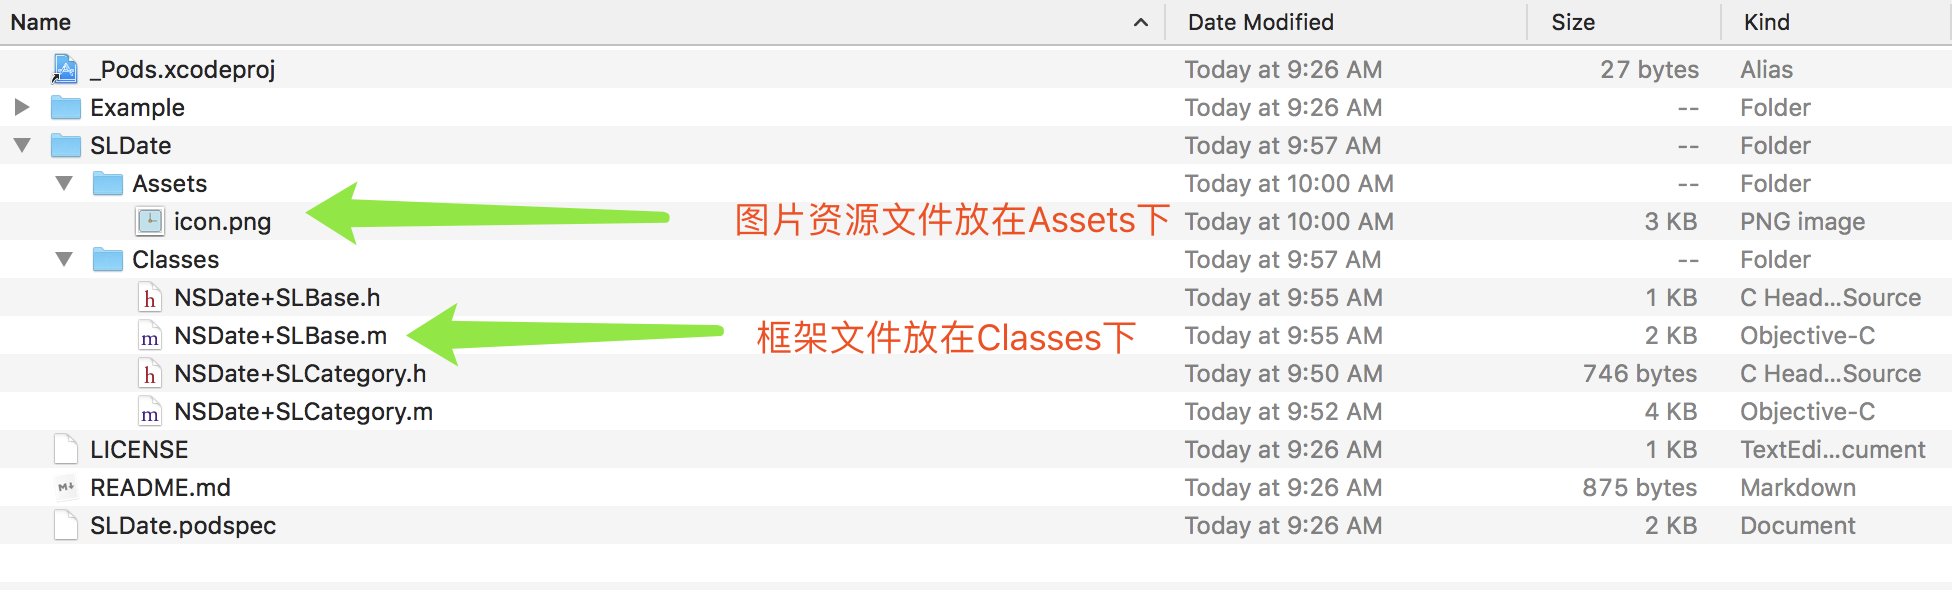 Name Date Modified Size Kind
_Pods.xcodeproj Today at 9:26 AM 27 bytes Alias
Example Today at 9:26 AM -- Folder
SLDate Today at 9:57 AM -- Folder
Assets Today at 10:00 AM -- Folder
icon.png 图片资源文件放在Assets下 Today at 10:00 AM 3 KB PNG image
Classes Today at 9:57 AM -- Folder
NSDate+SLBase.h Today at 9:55 AM 1 KB C Head...Source
NSDate+SLBase.m 框架文件放在Classes下 Today at 9:55 AM 2 KB Objective-C
NSDate+SLCategory.h Today at 9:50 AM 746 bytes C Head...Source
NSDate+SLCategory.m Today at 9:52 AM 4 KB Objective-C
LICENSE Today at 9:26 AM 1 KB TextEdi...cument
README.md Today at 9:26 AM 875 bytes Markdown
SLDate.podspec Today at 9:26 AM 2 KB Document